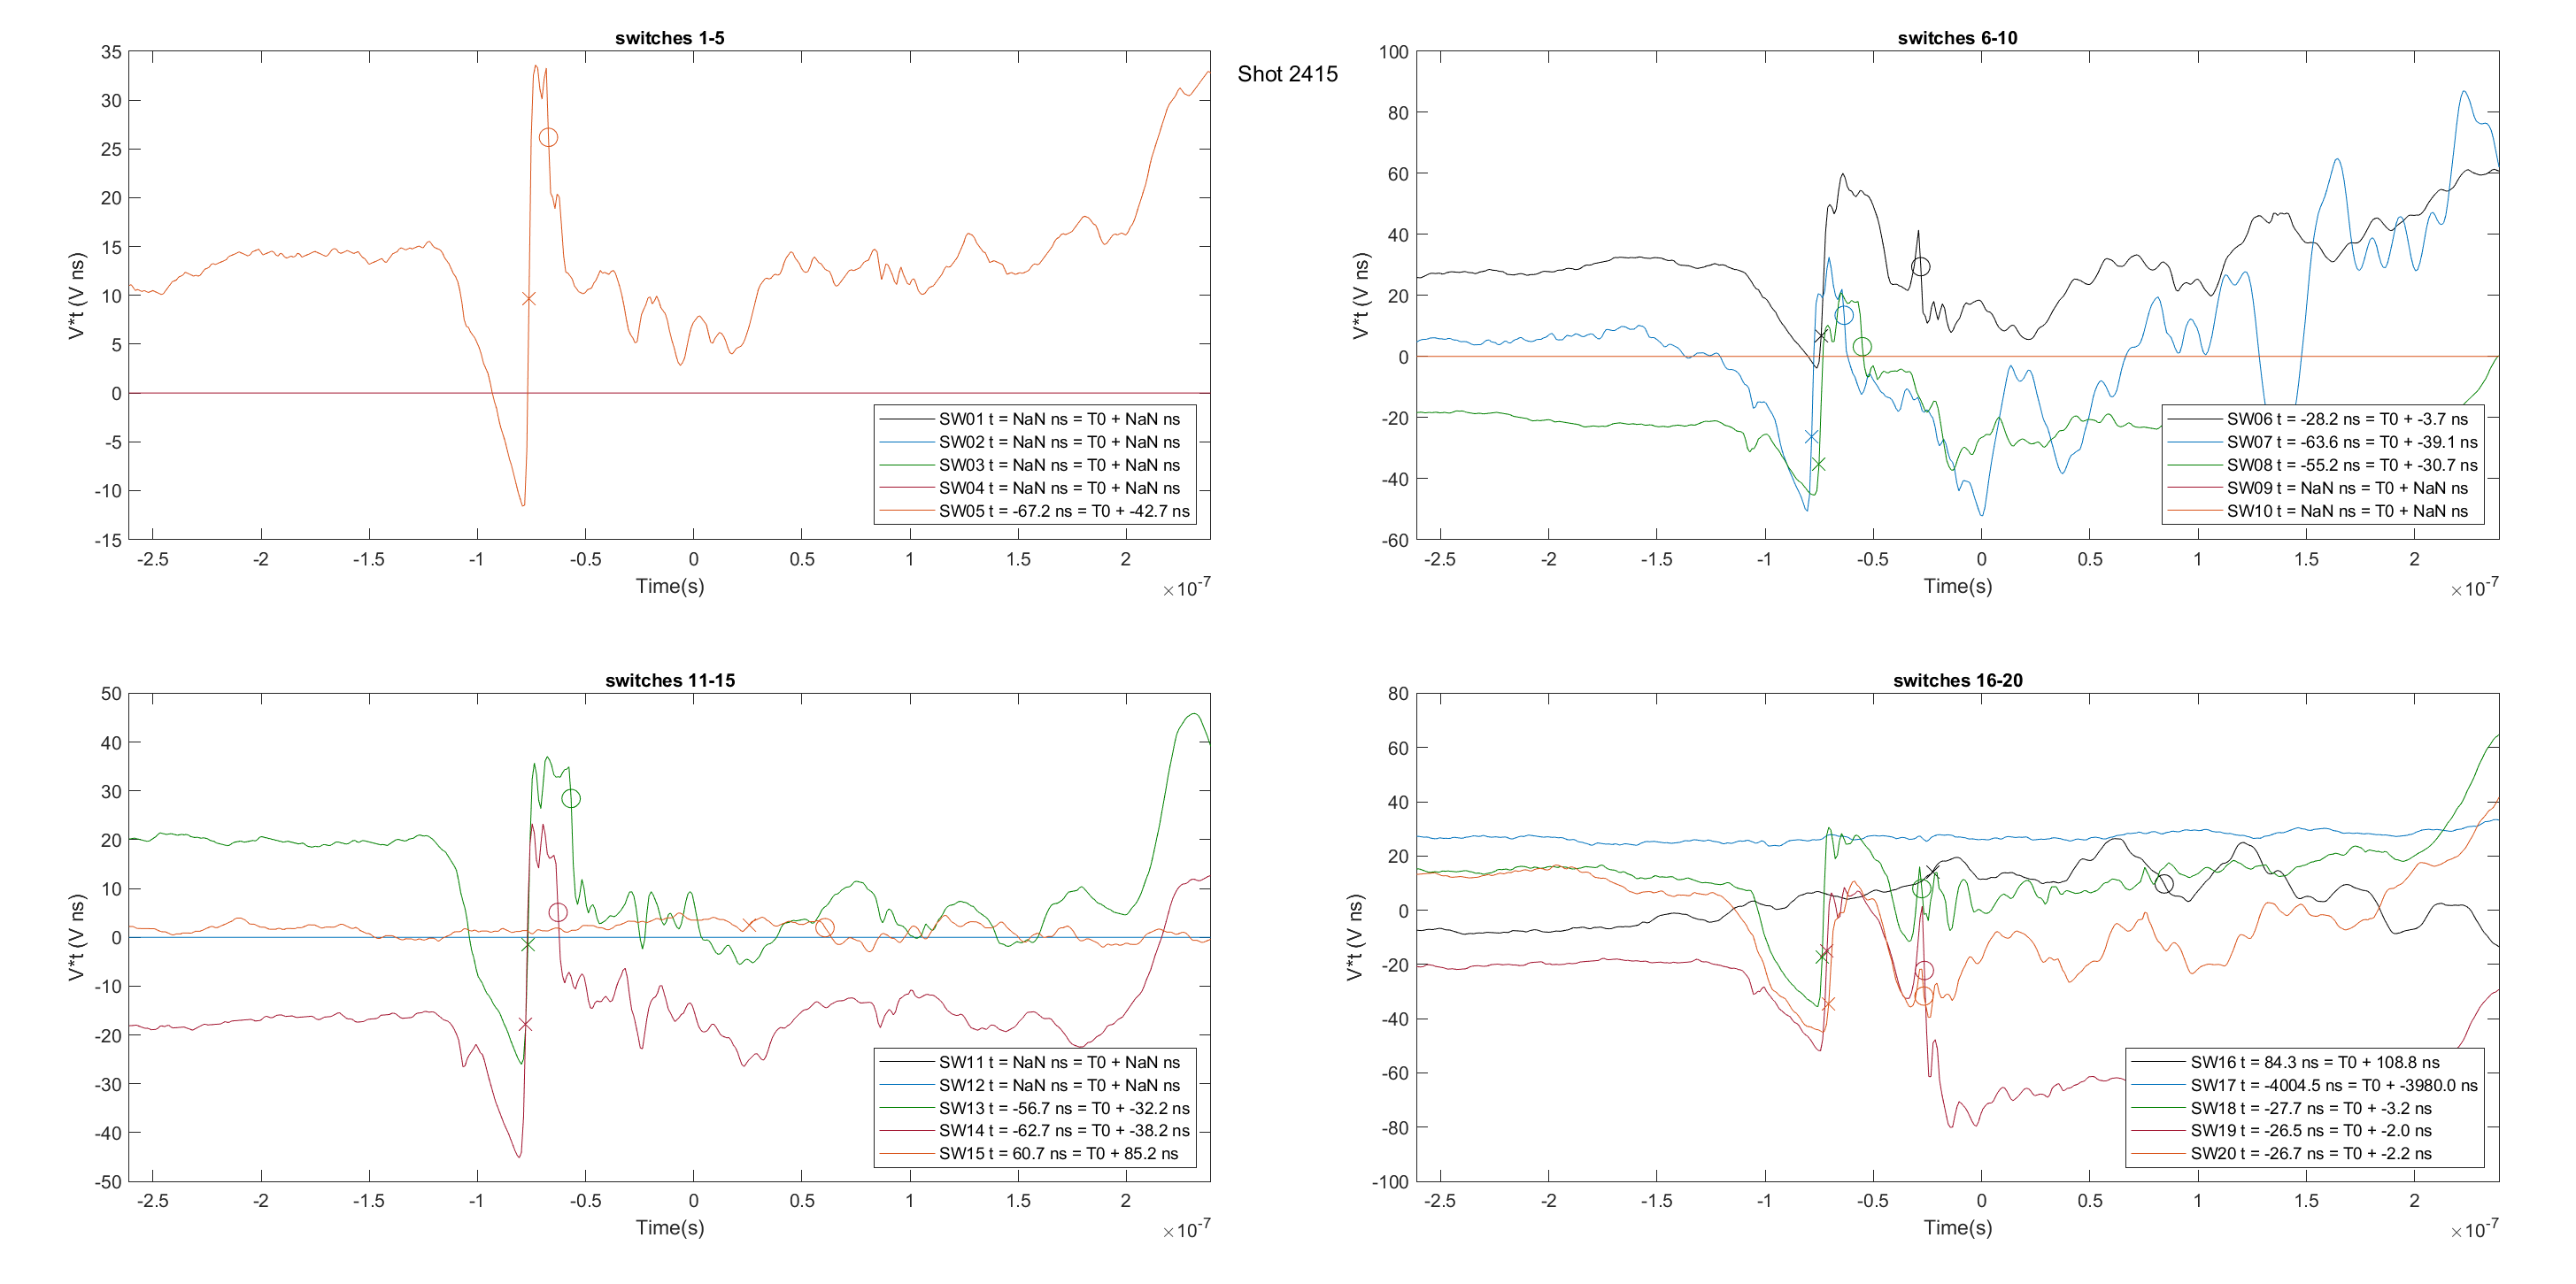 Shot 2415
switches 1-5
35
30
25
20
15
10
5
0
-5
-10
-15
V*t (V ns)
-2.5 -2 -1.5 -1 -0.5 0 0.5 1 1.5 2
Time(s)
×10-7
SW01 t = NaN ns = T0 + NaN ns
SW02 t = NaN ns = T0 + NaN ns
SW03 t = NaN ns = T0 + NaN ns
SW04 t = NaN ns = T0 + NaN ns
SW05 t = -67.2 ns = T0 + -42.7 ns
switches 6-10
100
80
60
40
20
0
-20
-40
-60
V*t (V ns)
-2.5 -2 -1.5 -1 -0.5 0 0.5 1 1.5 2
Time(s)
×10-7
SW06 t = -28.2 ns = T0 + -3.7 ns
SW07 t = -63.6 ns = T0 + -39.1 ns
SW08 t = -55.2 ns = T0 + -30.7 ns
SW09 t = NaN ns = T0 + NaN ns
SW10 t = NaN ns = T0 + NaN ns
switches 11-15
50
40
30
20
10
0
-10
-20
-30
-40
-50
V*t (V ns)
-2.5 -2 -1.5 -1 -0.5 0 0.5 1 1.5 2
Time(s)
×10-7
SW11 t = NaN ns = T0 + NaN ns
SW12 t = NaN ns = T0 + NaN ns
SW13 t = -56.7 ns = T0 + -32.2 ns
SW14 t = -62.7 ns = T0 + -38.2 ns
SW15 t = 60.7 ns = T0 + 85.2 ns
switches 16-20
80
60
40
20
0
-20
-40
-60
-80
-100
V*t (V ns)
-2.5 -2 -1.5 -1 -0.5 0 0.5 1 1.5 2
Time(s)
×10-7
SW16 t = 84.3 ns = T0 + 108.8 ns
SW17 t = -4004.5 ns = T0 + -3980.0 ns
SW18 t = -27.7 ns = T0 + -3.2 ns
SW19 t = -26.5 ns = T0 + -2.0 ns
SW20 t = -26.7 ns = T0 + -2.2 ns